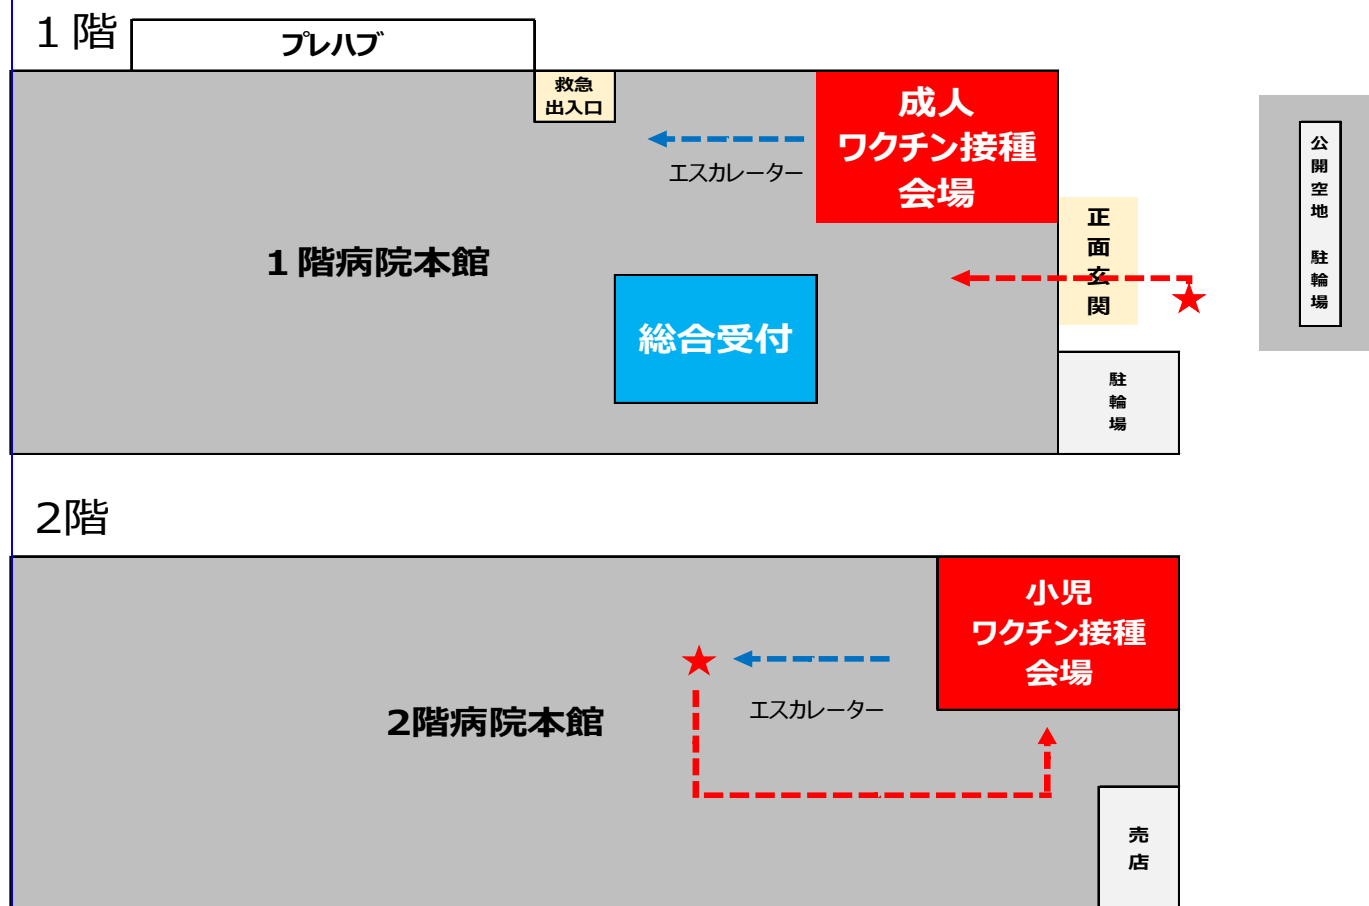 １階
プレハブ
救急
出入口
成人
ワクチン接種
会場
エスカレーター
公開空地　駐輪場
正面玄関
１階病院本館
総合受付
駐輪場
2階
小児
ワクチン接種
会場
エスカレーター
2階病院本館
売店